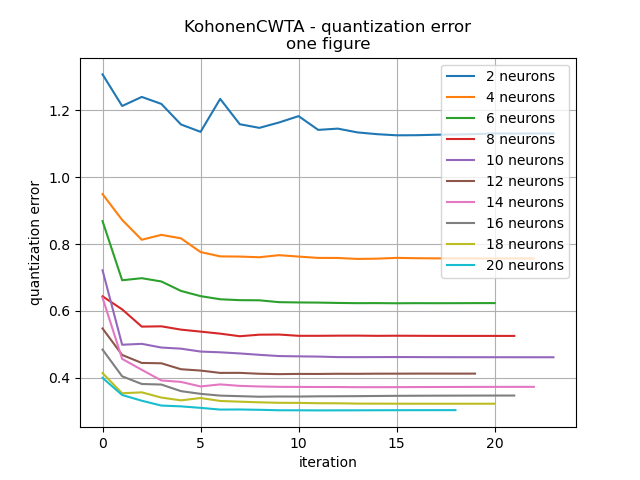 KohonenCWTA - quantization error
one figure
quantization error
1.2
1.0
0.8
0.6
0.4
0
5
10
15
20
iteration
2 neurons
4 neurons
6 neurons
8 neurons
10 neurons
12 neurons
14 neurons
16 neurons
18 neurons
20 neurons